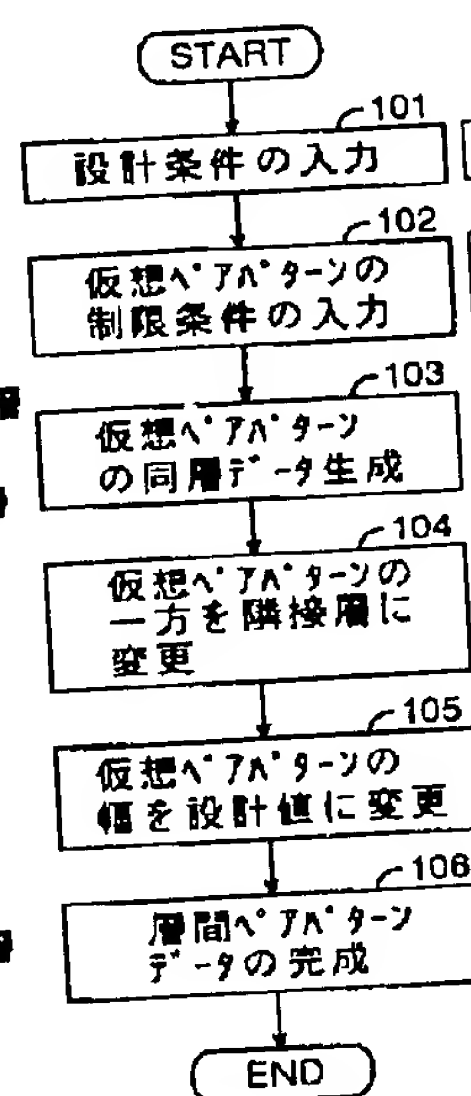 START
101
設計条件の入力
102
仮想ペアパターンの
制限条件の入力
103
仮想ペアパターン
の同層データ生成
104
仮想ペアパターンの
一方を隣接層に
変更
105
仮想ペアパターンの
幅を設計値に変更
106
層間ペアパターン
データの完成
END